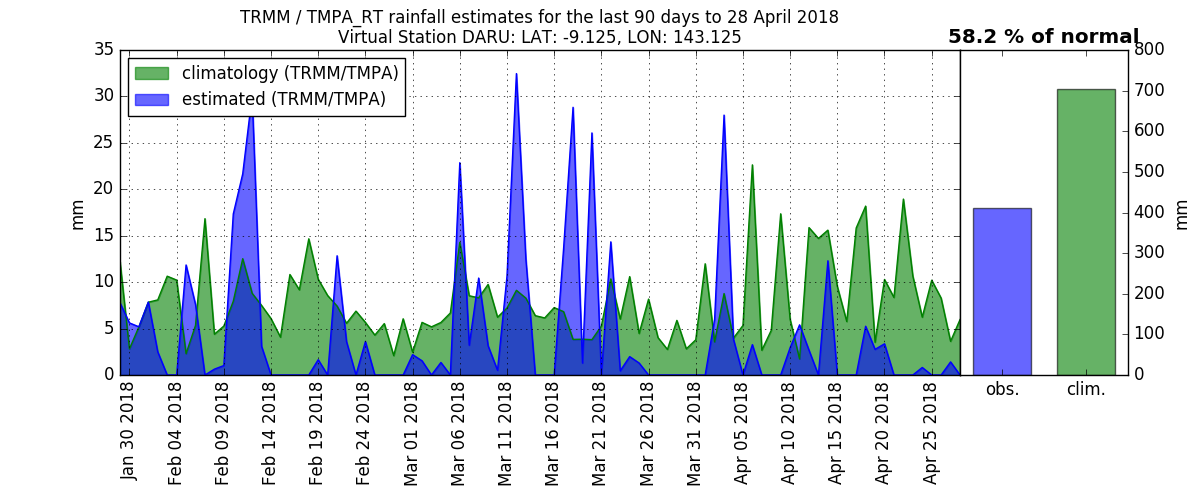 TRMM / TMPA_RT rainfall estimates for the last 90 days to 28 April 2018
Virtual Station DARU: LAT: -9.125, LON: 143.125
58.2 % of normal
climatology (TRMM/TMPA)
estimated (TRMM/TMPA)
mm
35
30
25
20
15
10
5
0
Jan 30 2018
Feb 04 2018
Feb 09 2018
Feb 14 2018
Feb 19 2018
Feb 24 2018
Mar 01 2018
Mar 06 2018
Mar 11 2018
Mar 16 2018
Mar 21 2018
Mar 26 2018
Mar 31 2018
Apr 05 2018
Apr 10 2018
Apr 15 2018
Apr 20 2018
Apr 25 2018
obs.
clim.
800
700
600
500
400
300
200
100
0
mm